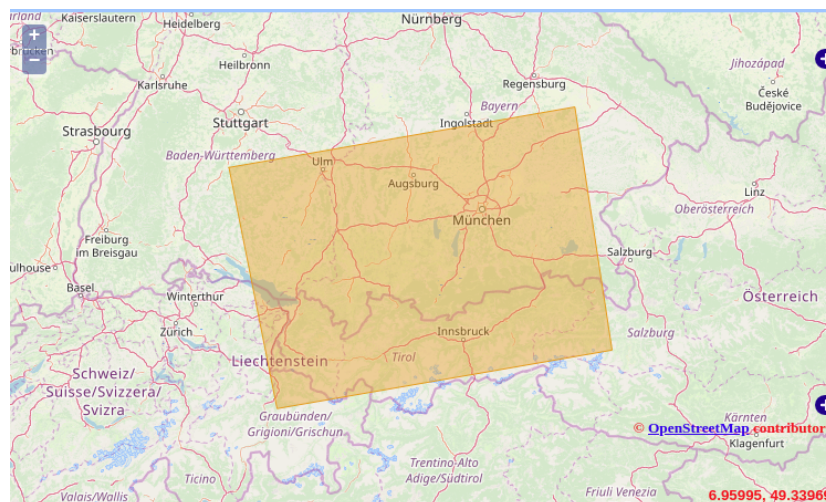 Nürnberg
Kaiserslautern
Heidelberg
Heilbronn
Karlsruhe
Regensburg
Jihozápad
České
Budějovice
Bayern
Ingolstadt
Stuttgart
Strasbourg
Baden-Württemberg
Ulm
Augsburg
Linz
Oberösterreich
München
Freiburg
im Breisgau
Salzburg
Basel
Winterthur
Österreich
Zürich
Innsbruck
Salzburg
Liechtenstein
Tirol
Schweiz/
Suisse/Svizzera/
Svizra
Graubünden/
Grigioni/Grischun
Kärnten
© OpenStreetMap contributor
Klagenfurt
Trentino-Alto
Adige/Südtirol
Ticino
Friuli Venezia
Valais/Wallis
6.95995, 49.3396